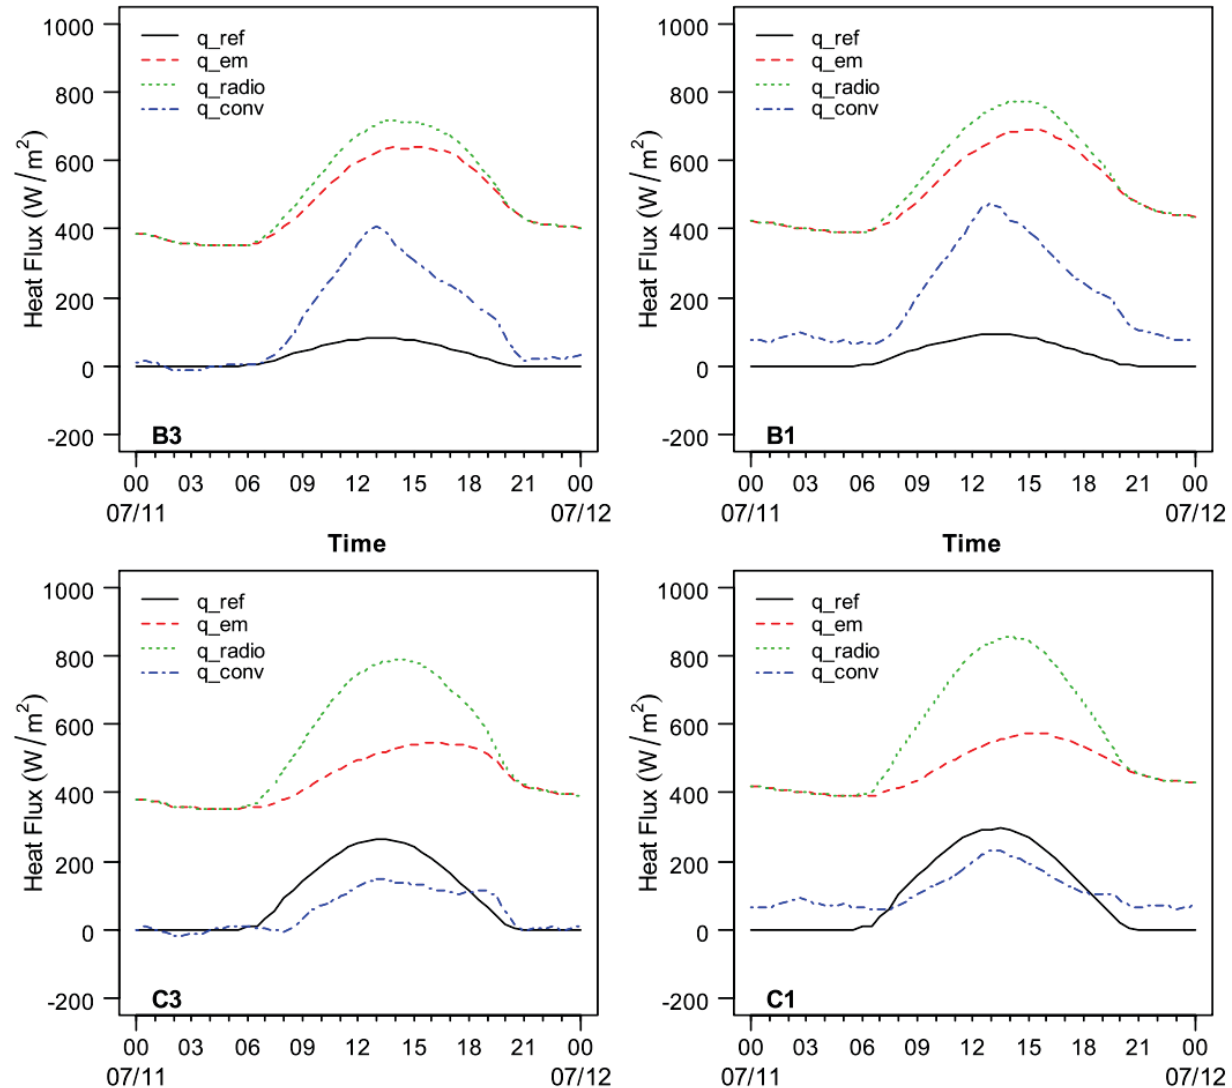 1000
800
600
400
200
0
-200
Heat Flux (W/m²)
q_ref
q_em
q_radio
q_conv
B3
00 03 06 09 12 15 18 21 00
07/11 07/12
Time
1000
800
600
400
200
0
-200
Heat Flux (W/m²)
q_ref
q_em
q_radio
q_conv
B1
00 03 06 09 12 15 18 21 00
07/11 07/12
Time
1000
800
600
400
200
0
-200
Heat Flux (W/m²)
q_ref
q_em
q_radio
q_conv
C3
00 03 06 09 12 15 18 21 00
07/11 07/12
1000
800
600
400
200
0
-200
Heat Flux (W/m²)
q_ref
q_em
q_radio
q_conv
C1
00 03 06 09 12 15 18 21 00
07/11 07/12